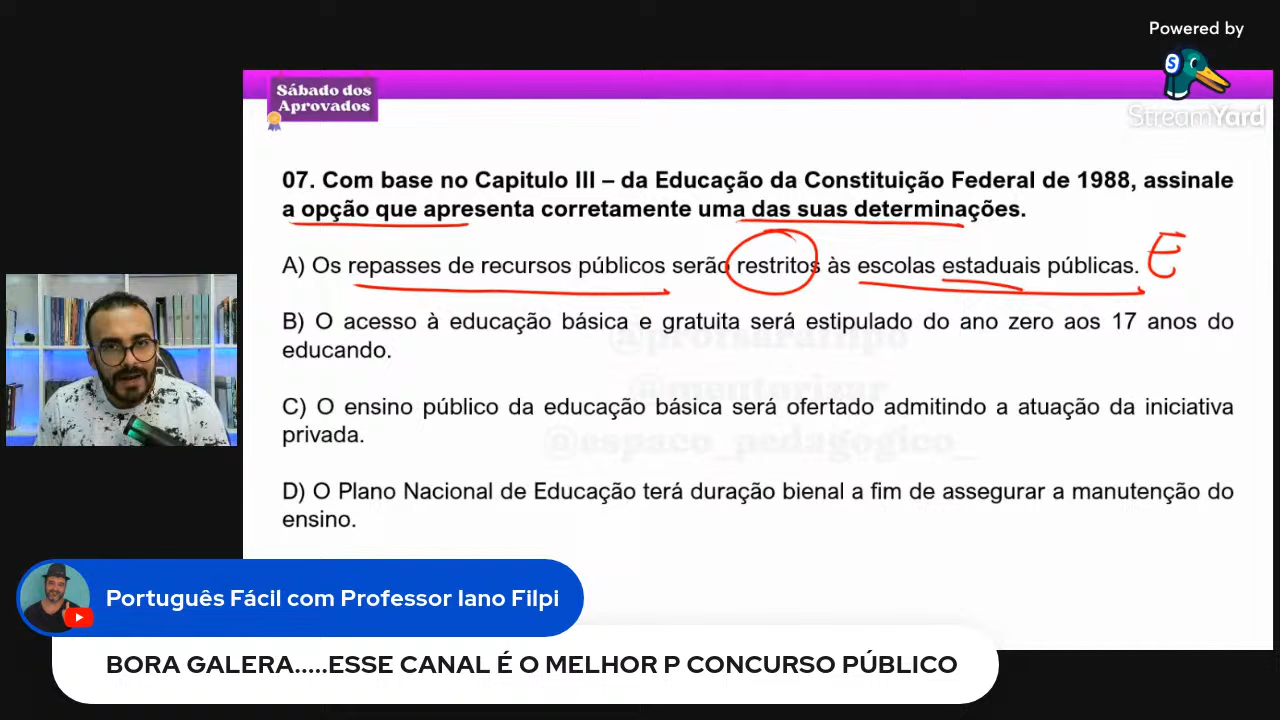 Powered by
StreamYard
Sábado dos
Aprovados
07. Com base no Capitulo III – da Educação da Constituição Federal de 1988, assinale
a opção que apresenta corretamente uma das suas determinações.
A) Os repasses de recursos públicos serão restritos às escolas estaduais públicas. E
B) O acesso à educação básica e gratuita será estipulado do ano zero aos 17 anos do
educando.
C) O ensino público da educação básica será ofertado admitindo a atuação da iniciativa
privada.
@mentorizar
@espaco_pedagogico_
D) O Plano Nacional de Educação terá duração bienal a fim de assegurar a manutenção do
ensino.
Português Fácil com Professor Iano Filpi
BORA GALERA.....ESSE CANAL É O MELHOR P CONCURSO PÚBLICO